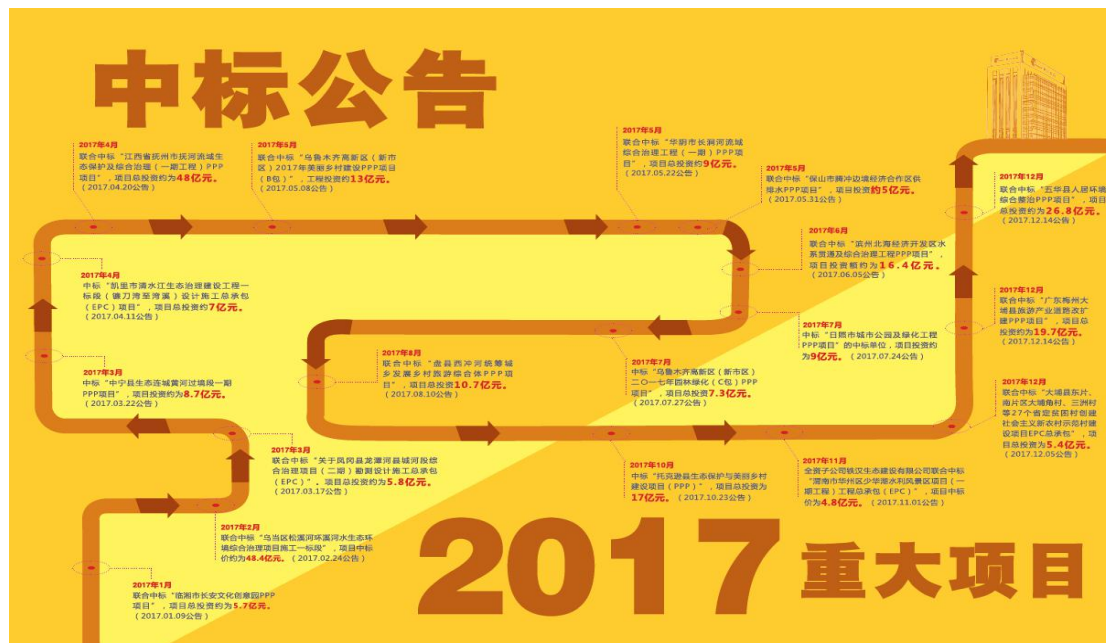 中标公告
2017年4月
联合中标“江西省抚州市抚河流域生
态保护及综合治理（一期工程）PPP
项目”，项目总投资约为48亿元。
（2017.04.20公告）
2017年5月
联合中标“乌鲁木齐高新区（新市
区）2017年美丽乡村建设PPP项目
（B包）”，工程投资约13亿元。
（2017.05.08公告）
2017年5月
联合中标“华阴市长涧河流域
综合治理工程（一期）PPP项
目”，项目总投资约9亿元。
（2017.05.22公告）
2017年5月
联合中标“保山市腾冲边境经济合作区供
排水PPP项目”，项目投资约5亿元。
（2017.05.31公告）
2017年6月
联合中标“滨州北海经济开发区水
系贯通及综合治理工程PPP项目”，
项目投资额约为16.4亿元。
（2017.06.05公告）
2017年7月
中标“日照市城市公园及绿化工程
PPP项目”的中标单位，项目投资约
为9亿元。（2017.07.24公告）
2017年7月
中标“乌鲁木齐高新区（新市区）
二〇一七年园林绿化（C包）PPP
项目”，项目总投资7.3亿元。
（2017.07.27公告）
2017年8月
联合中标“盘县西冲河统筹城
乡发展乡村旅游综合体PPP项
目”，项目总投资10.7亿元。
（2017.08.10公告）
2017年4月
中标“凯里市清水江生态治理建设工程一
标段（镰刀湾至湾溪）设计施工总承包
（EPC）项目”，项目总投资约7亿元。
（2017.04.11公告）
2017年3月
中标“中宁县生态连城黄河过境段一期
PPP项目”，项目投资约为8.7亿元。
（2017.03.22公告）
2017年3月
联合中标“关于凤冈县龙潭河县城河段综
合治理项目（二期）勘测设计施工总承包
（EPC）”。项目总投资约5.8亿元。
（2017.03.17公告）
2017年2月
联合中标“乌当区松溪河环溪河水生态环
境综合治理项目施工一标段”，项目中标
价约为48.4亿元。（2017.02.24公告）
2017年1月
联合中标“临湘市长安文化创意园PPP
项目”，项目总投资约为5.7亿元。
（2017.01.09公告）
2017年10月
中标“托克逊县生态保护与美丽乡村
建设项目（PPP）”，项目总投资为
17亿元。（2017.10.23公告）
2017年11月
全资子公司铁汉生态建设有限公司联合中标
“渭南市华州区少华湖水利风景区项目（一
期工程）工程总承包（EPC）”，项目中标
价为4.8亿元。（2017.11.01公告）
2017年12月
联合中标“大埔县东片、
南片区大埔角村、三洲村
等27个省定贫困村创建
社会主义新农村示范村建
设项目EPC总承包”，项
目总投资为5.4亿元。
（2017.12.05公告）
2017年12月
联合中标“广东梅州大
埔县旅游产业道路改扩
建PPP项目”，项目总
投资约为19.7亿元。
（2017.12.14公告）
2017年12月
联合中标“五华县人居环境
综合整治PPP项目”，项目
总投资约为26.8亿元。
（2017.12.14公告）
2017重大项目